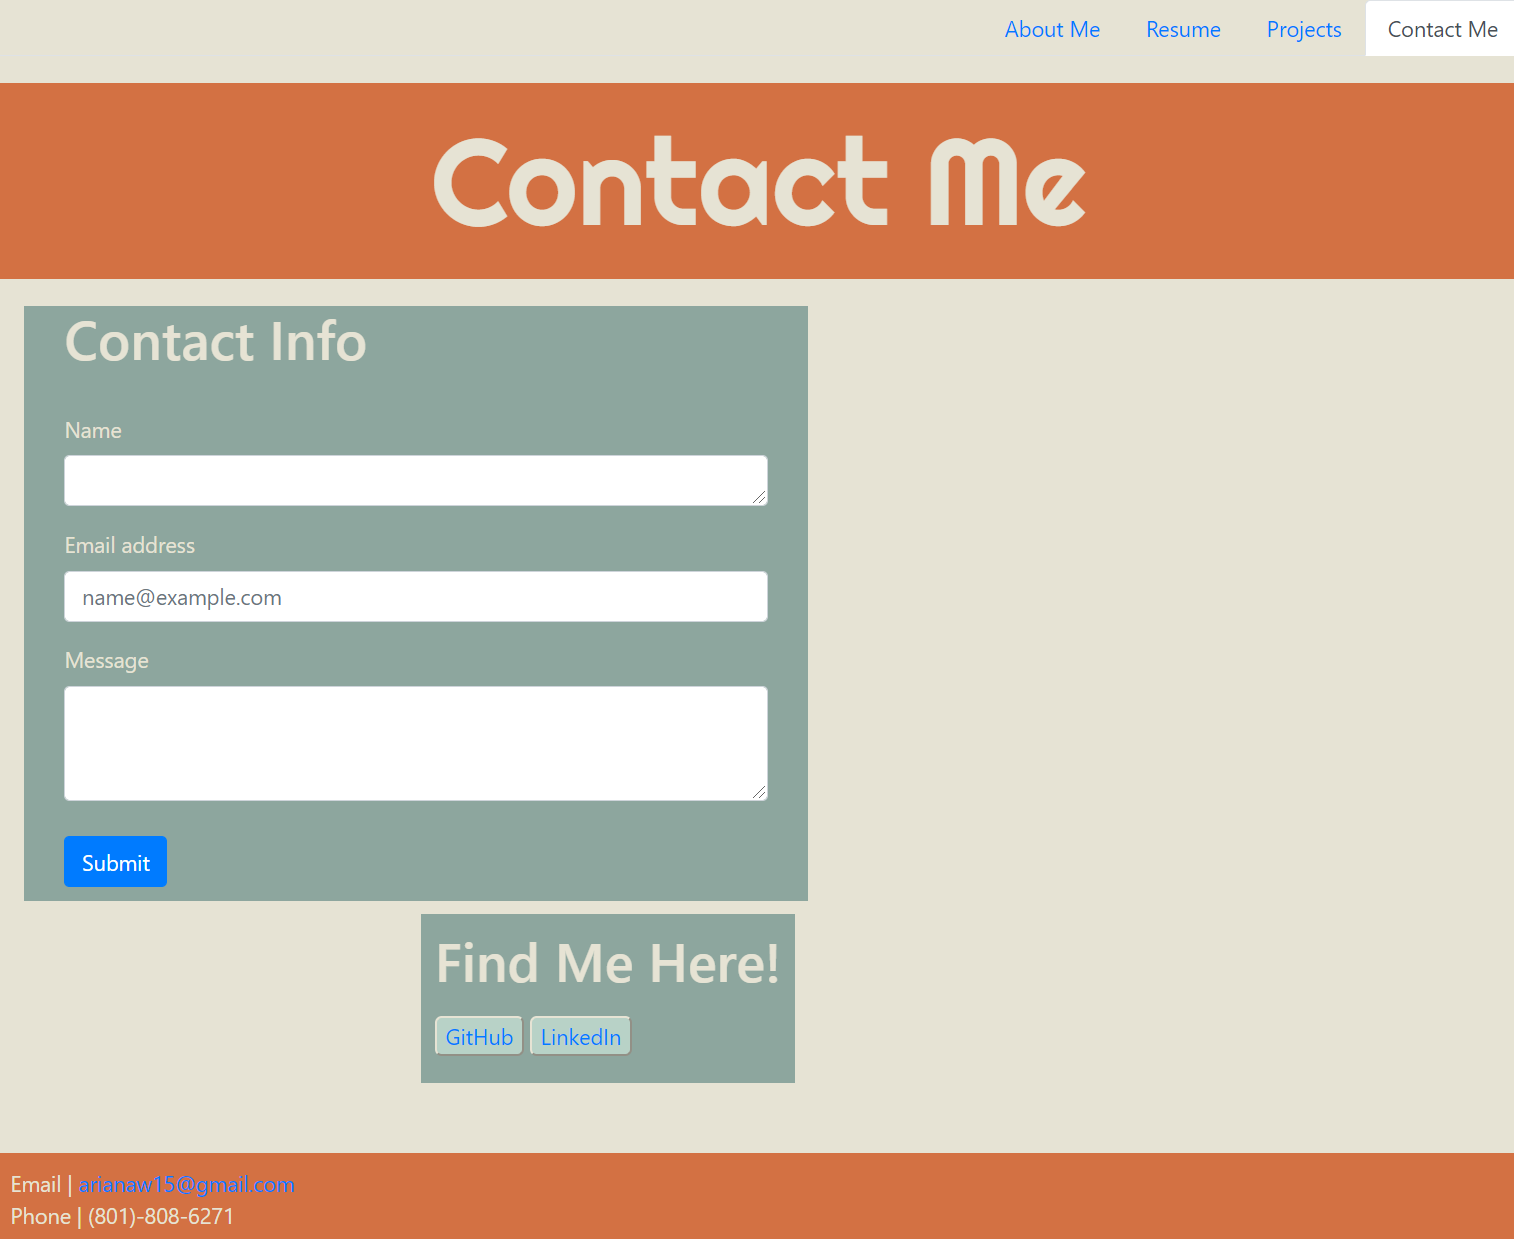 About Me Resume Projects Contact Me
Contact Me
Contact Info
Name
Email address
name@example.com
Message
Submit
Find Me Here!
GitHub LinkedIn
Email | arianaw15@gmail.com
Phone | (801)-808-6271